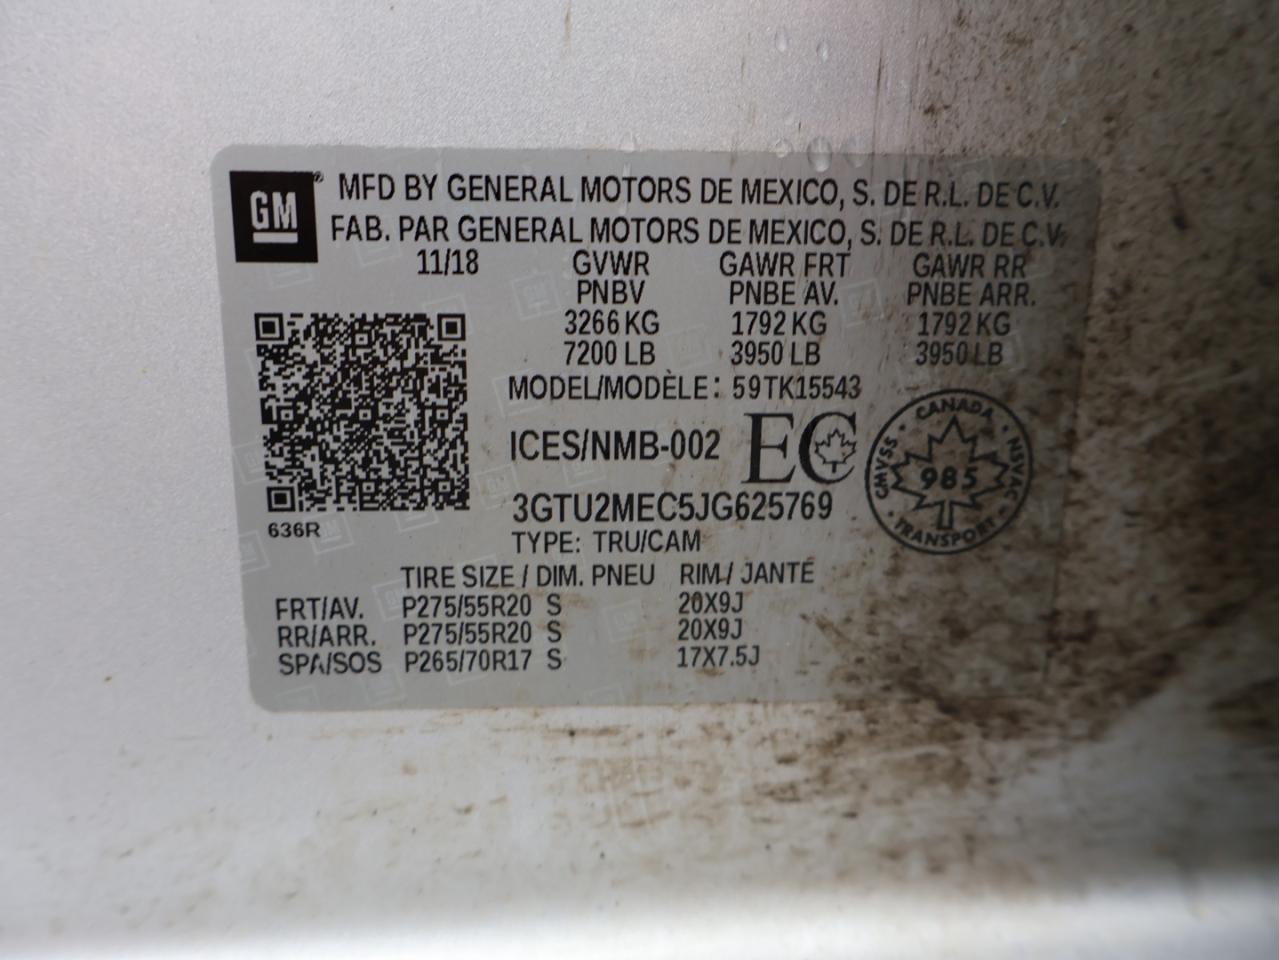 GM® MFD BY GENERAL MOTORS DE MEXICO, S. DE R.L. DE C.V.
FAB. PAR GENERAL MOTORS DE MEXICO, S. DE R.L. DE C.V.
11/18 GVWR GAWR FRT GAWR RR
PNBV PNBE AV. PNBE ARR.
3266 KG 1792 KG 1792 KG
7200 LB 3950 LB 3950 LB
MODEL/MODÈLE: 59TK15543
ICES/NMB-002 EC
CANADA
CMVSS · NSVAC
985
TRANSPORT
3GTU2MEC5JG625769
636R
TYPE: TRU/CAM
TIRE SIZE / DIM. PNEU RIM / JANTE
FRT/AV. P275/55R20 S 20X9J
RR/ARR. P275/55R20 S 20X9J
SPA/SOS P265/70R17 S 17X7.5J